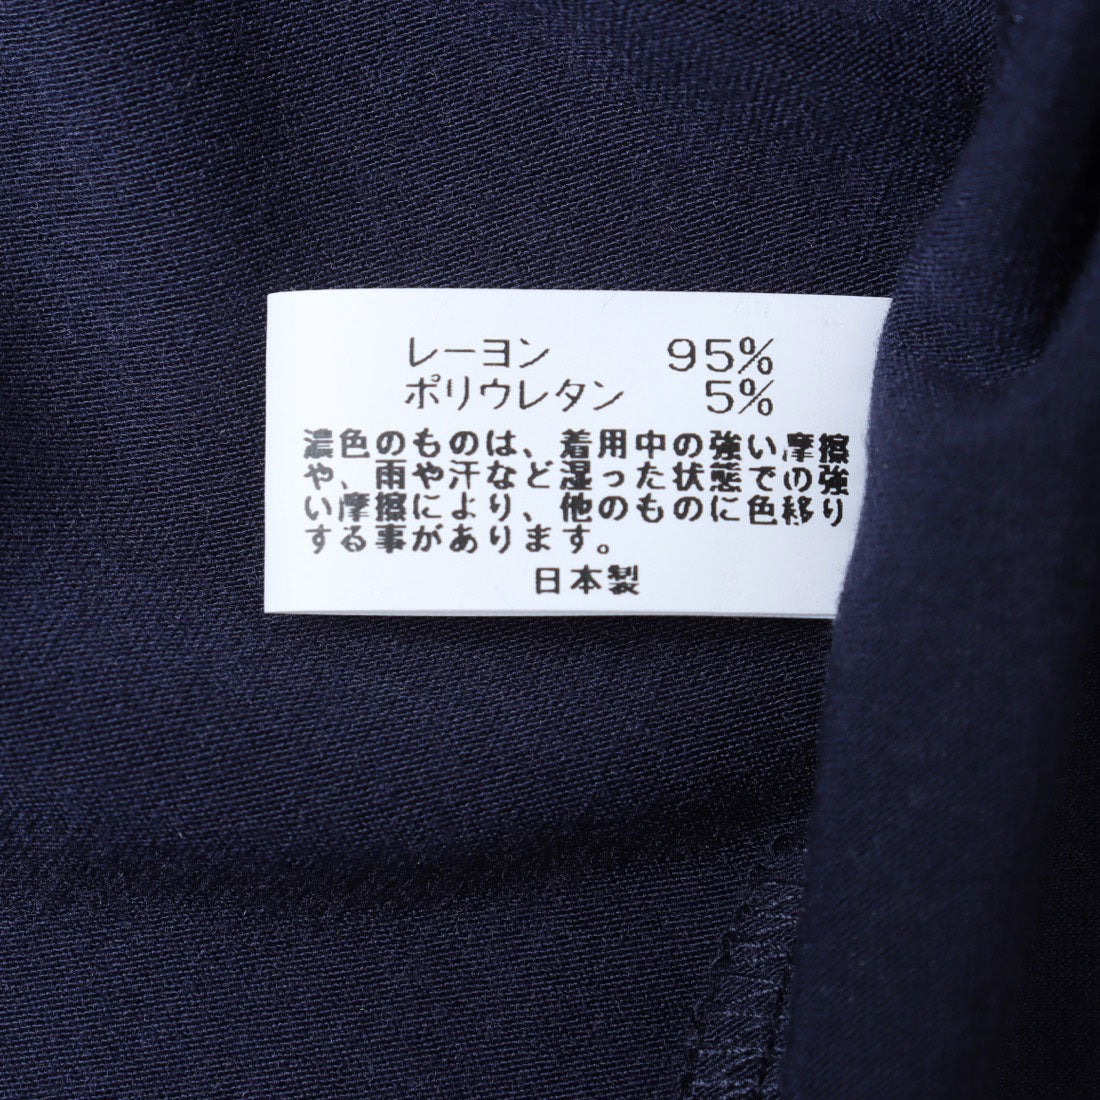 レーヨン 95%
ポリウレタン 5%
濃色のものは、着用中の強い摩擦
や、雨や汗など湿った状態での強
い摩擦により、他のものに色移り
する事があります。
日本製